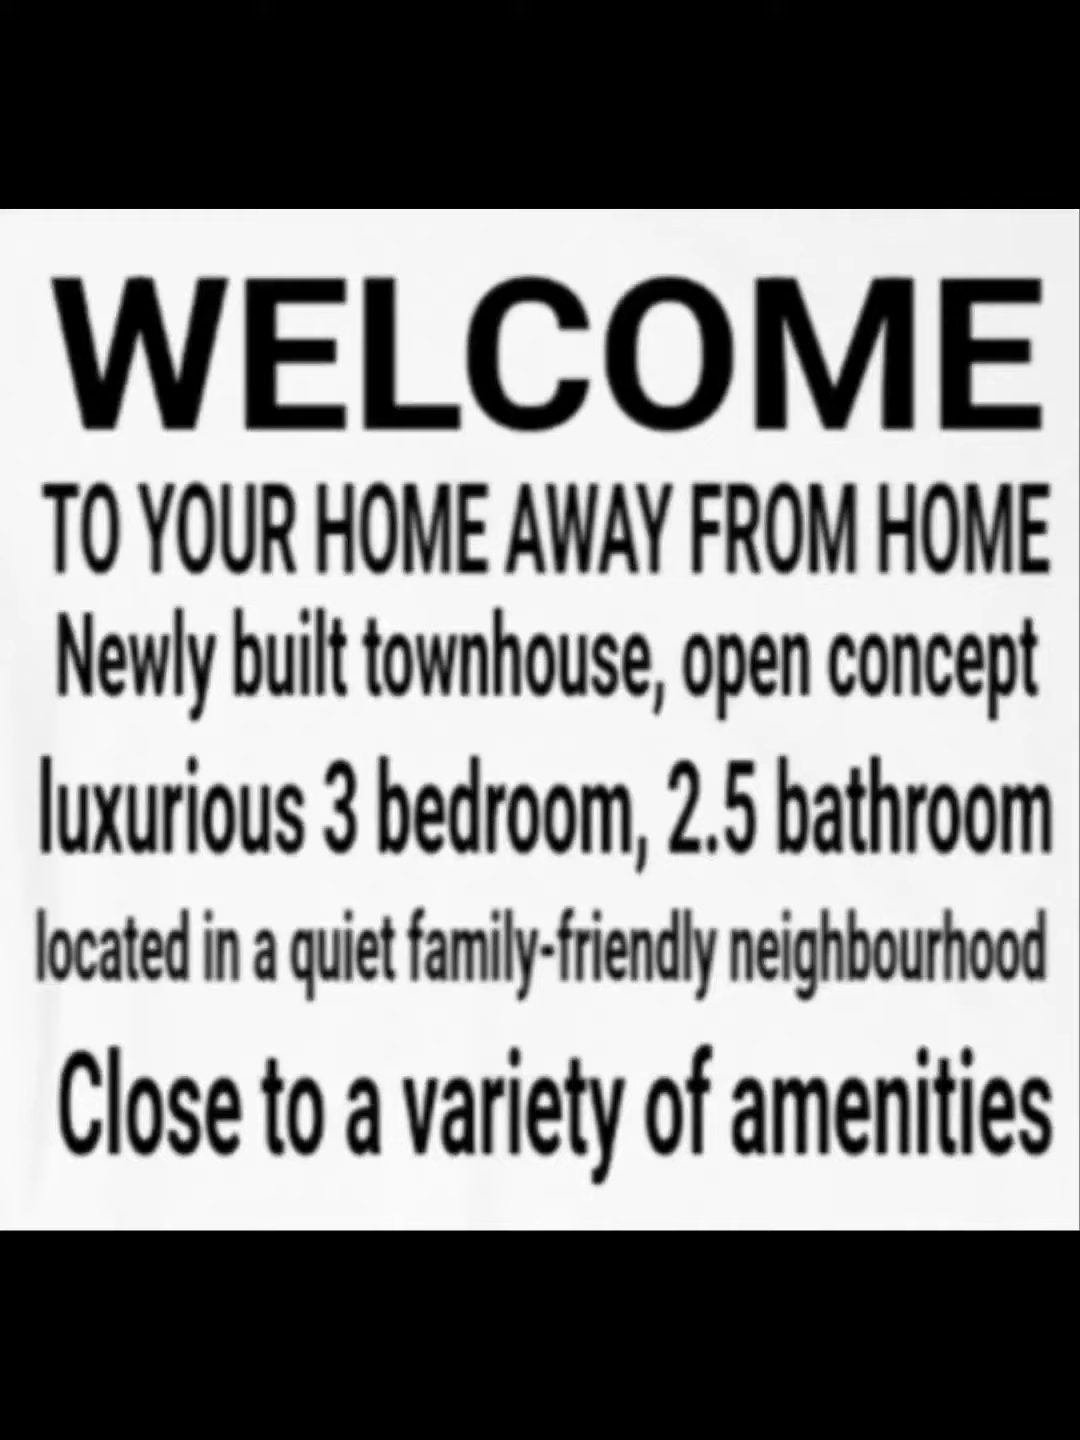 WELCOME
TO YOUR HOME AWAY FROM HOME
Newly built townhouse, open concept
luxurious 3 bedroom, 2.5 bathroom
located in a quiet family-friendly neighbourhood
Close to a variety of amenities